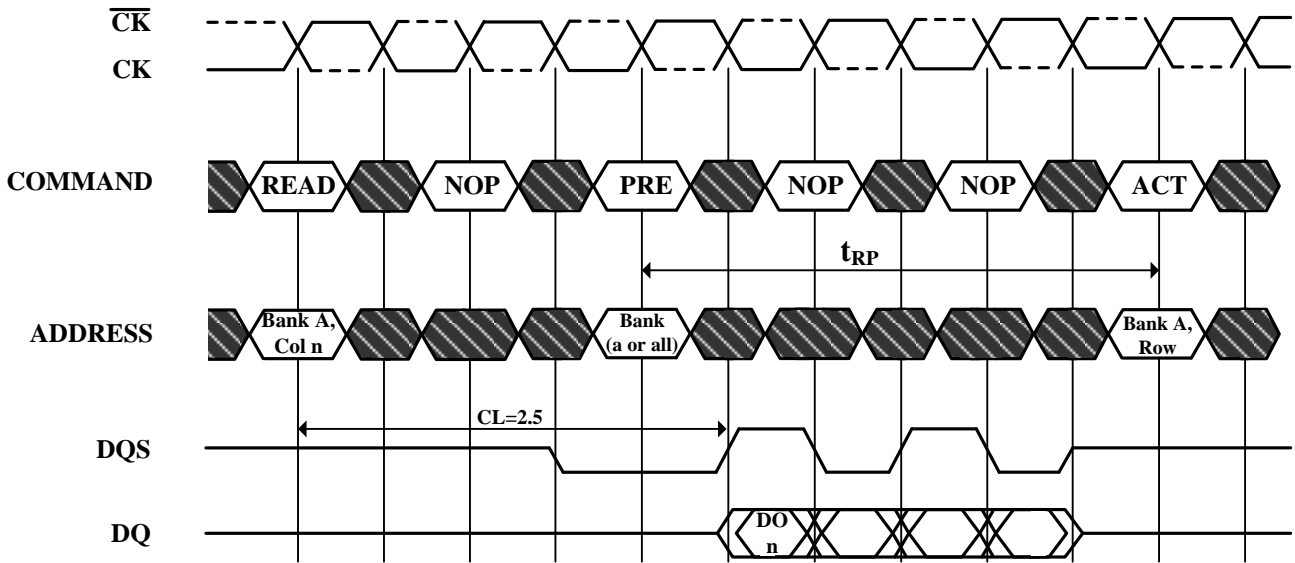 CK
CK
COMMAND
READ
NOP
PRE
NOP
NOP
ACT
tRP
ADDRESS
Bank A,
Col n
Bank
(a or all)
Bank A,
Row
CL=2.5
DQS
DQ
DO
n